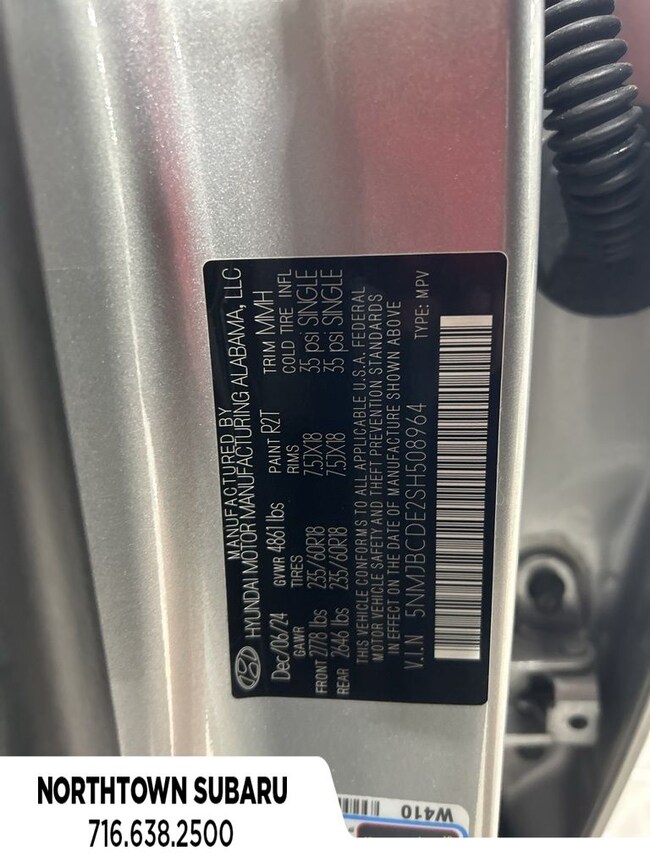 MANUFACTURED BY
HYUNDAI MOTOR MANUFACTURING ALABAMA, LLC
Dec/06/24 GVWR 4861 lbs PAINT R2T TRIM MMH
GAWR TIRES RIMS COLD TIRE INFL
FRONT 2778 lbs 235/60R18 7.5JX18 35 psi SINGLE
REAR 2646 lbs 235/60R18 7.5JX18 35 psi SINGLE
THIS VEHICLE CONFORMS TO ALL APPLICABLE U.S.A. FEDERAL
MOTOR VEHICLE SAFETY AND THEFT PREVENTION STANDARDS
IN EFFECT ON THE DATE OF MANUFACTURE SHOWN ABOVE
V.I.N 5NMJBCDE2SH508964 TYPE: MPV
W410
NORTHTOWN SUBARU
716.638.2500